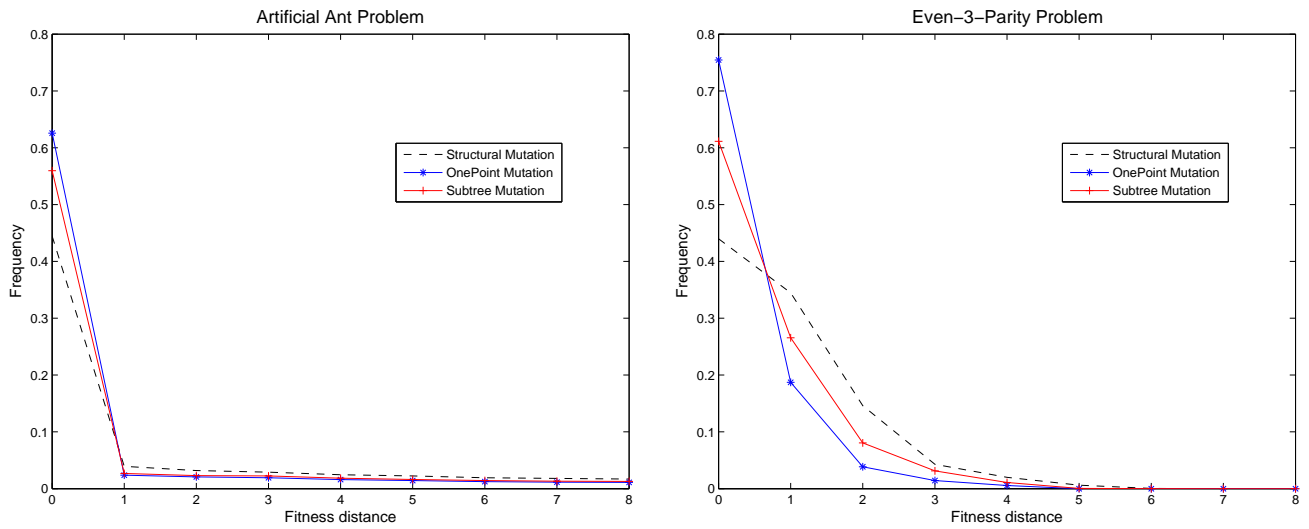 Artificial Ant Problem
0.8
0.7
0.6
0.5
0.4
0.3
0.2
0.1
0
Frequency
Structural Mutation
OnePoint Mutation
Subtree Mutation
0 1 2 3 4 5 6 7 8
Fitness distance
Even−3−Parity Problem
0.8
0.7
0.6
0.5
0.4
0.3
0.2
0.1
0
Frequency
Structural Mutation
OnePoint Mutation
Subtree Mutation
0 1 2 3 4 5 6 7 8
Fitness distance